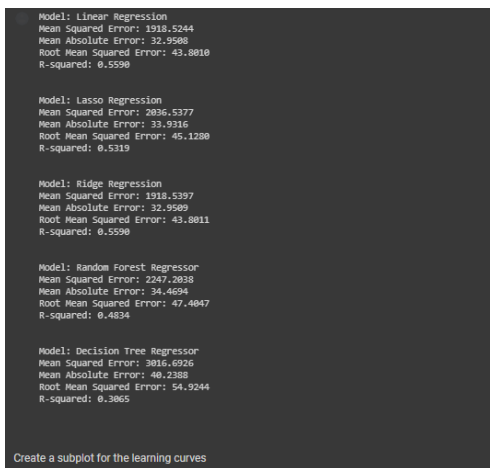 Model: Linear Regression
Mean Squared Error: 1918.5244
Mean Absolute Error: 32.9508
Root Mean Squared Error: 43.8010
R-squared: 0.5590
Model: Lasso Regression
Mean Squared Error: 2036.5377
Mean Absolute Error: 33.9316
Root Mean Squared Error: 45.1280
R-squared: 0.5319
Model: Ridge Regression
Mean Squared Error: 1918.5397
Mean Absolute Error: 32.9509
Root Mean Squared Error: 43.8011
R-squared: 0.5590
Model: Random Forest Regressor
Mean Squared Error: 2247.2038
Mean Absolute Error: 34.4694
Root Mean Squared Error: 47.4047
R-squared: 0.4834
Model: Decision Tree Regressor
Mean Squared Error: 3016.6926
Mean Absolute Error: 40.2388
Root Mean Squared Error: 54.9244
R-squared: 0.3065
Create a subplot for the learning curves